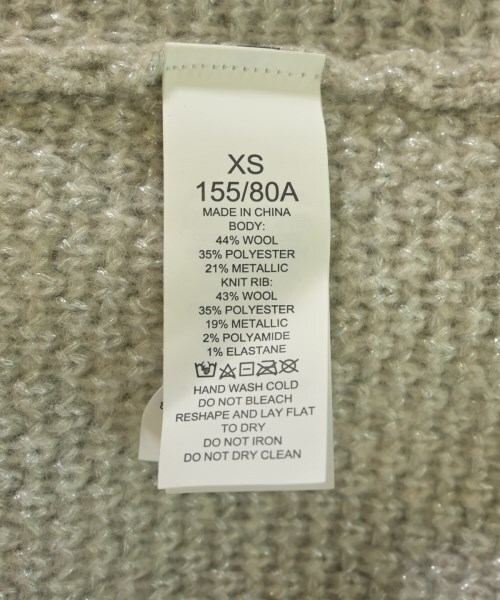 XS
155/80A
MADE IN CHINA
BODY:
44% WOOL
35% POLYESTER
21% METALLIC
KNIT RIB:
43% WOOL
35% POLYESTER
19% METALLIC
2% POLYAMIDE
1% ELASTANE
HAND WASH COLD
DO NOT BLEACH
RESHAPE AND LAY FLAT
TO DRY
DO NOT IRON
DO NOT DRY CLEAN